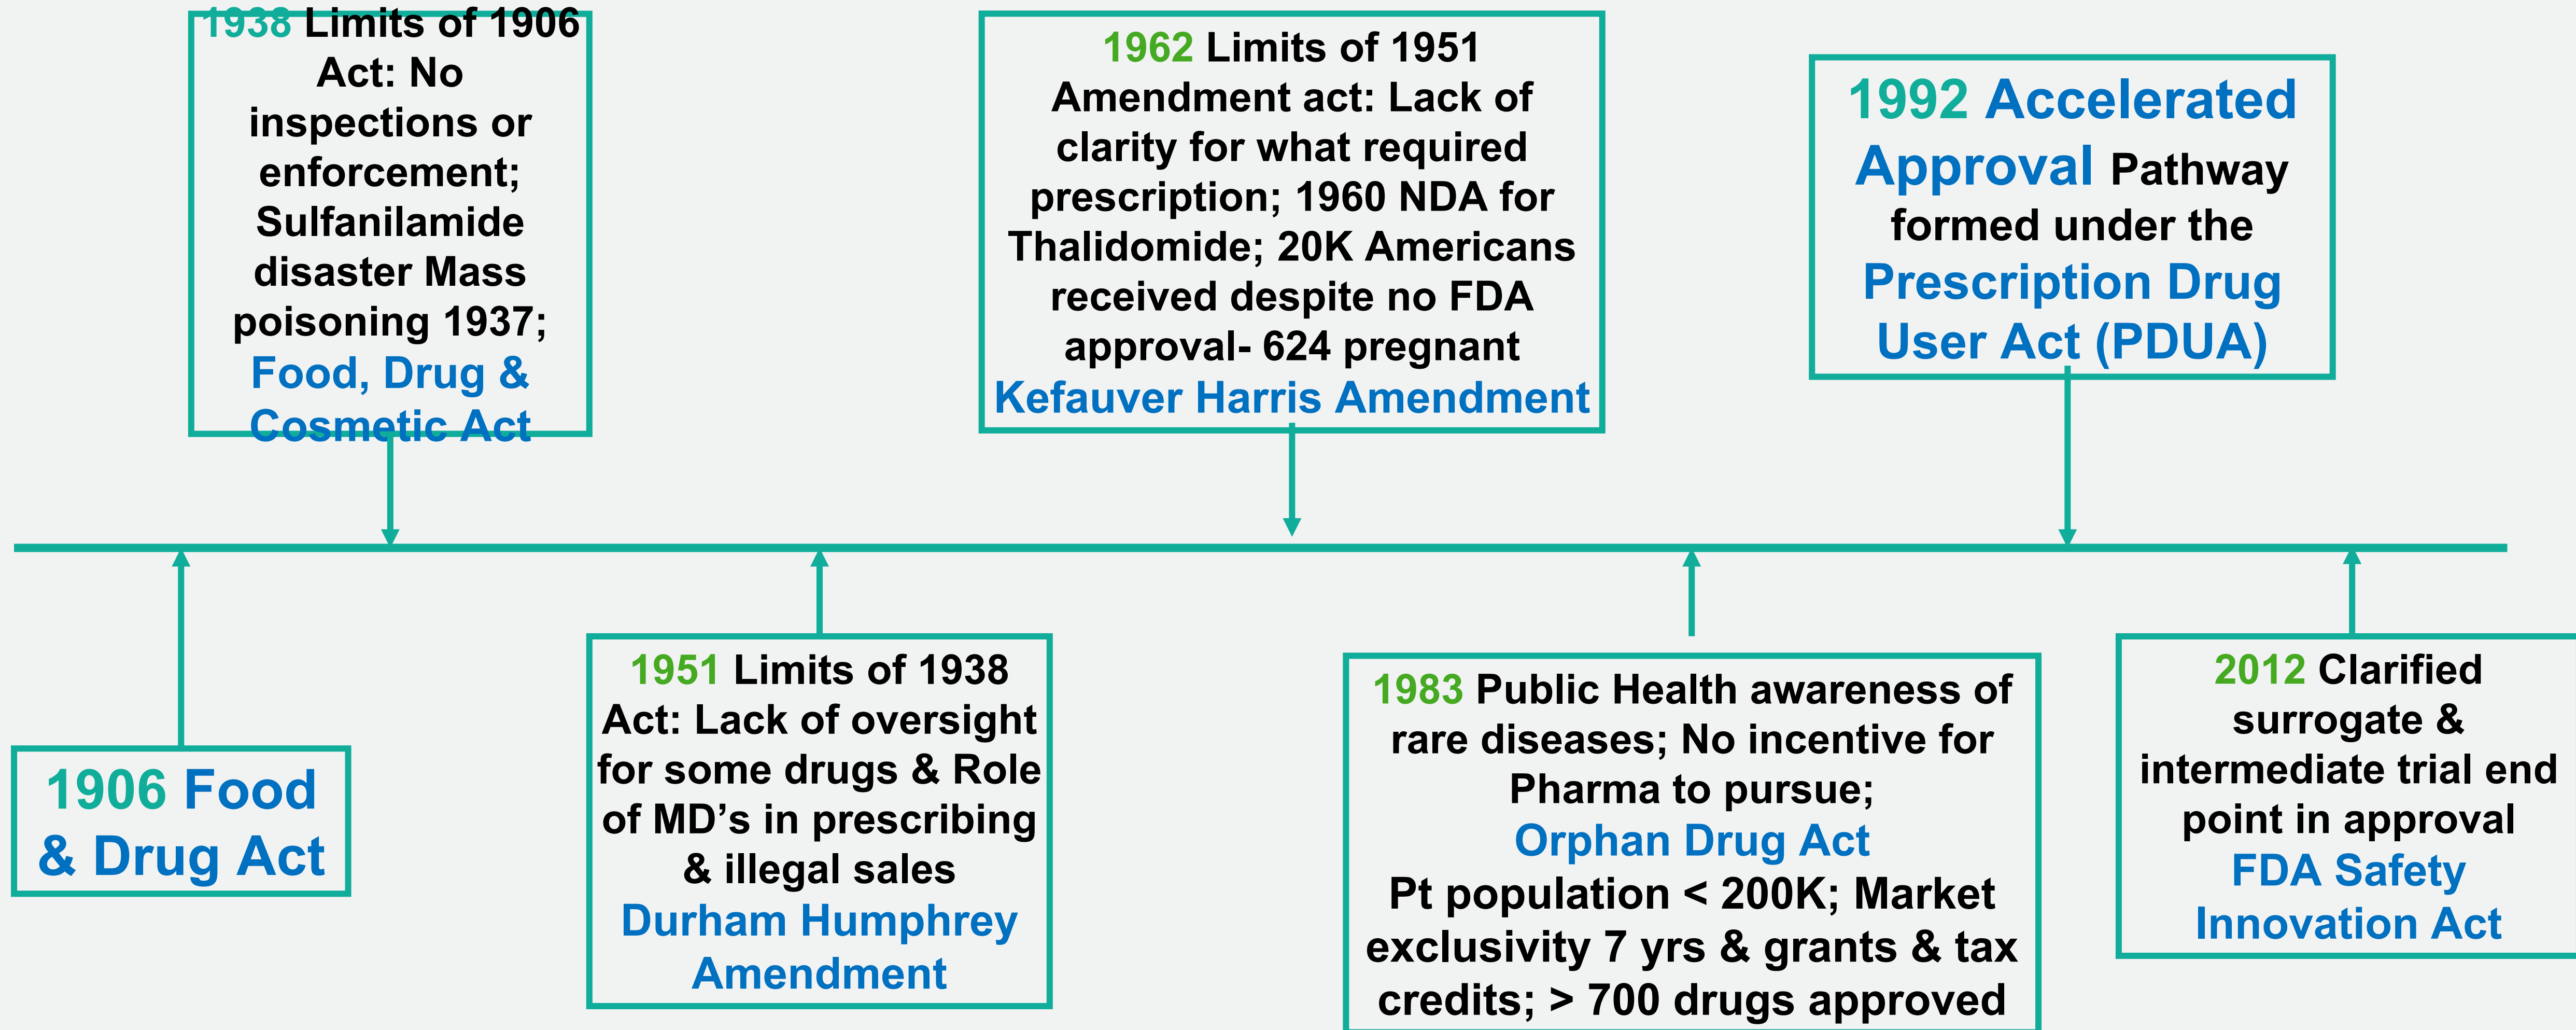 1938 Limits of 1906
Act: No
inspections or
enforcement;
Sulfanilamide
disaster Mass
poisoning 1937;
Food, Drug &
Cosmetic Act
1962 Limits of 1951
Amendment act: Lack of
clarity for what required
prescription; 1960 NDA for
Thalidomide; 20K Americans
received despite no FDA
approval- 624 pregnant
Kefauver Harris Amendment
1992 Accelerated
Approval Pathway
formed under the
Prescription Drug
User Act (PDUA)
1906 Food
& Drug Act
1951 Limits of 1938
Act: Lack of oversight
for some drugs & Role
of MD’s in prescribing
& illegal sales
Durham Humphrey
Amendment
1983 Public Health awareness of
rare diseases; No incentive for
Pharma to pursue;
Orphan Drug Act
Pt population < 200K; Market
exclusivity 7 yrs & grants & tax
credits; > 700 drugs approved
2012 Clarified
surrogate &
intermediate trial end
point in approval
FDA Safety
Innovation Act